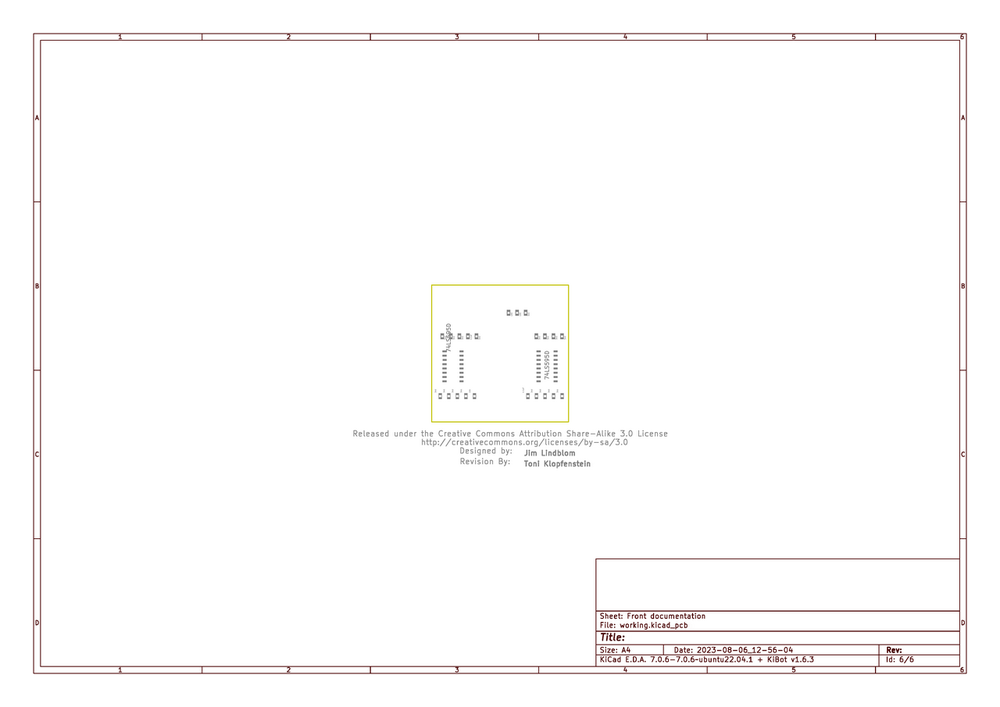 1 2 3 4 5 6
A A
74LS595D
74LS595D
B B
Released under the Creative Commons Attribution Share-Alike 3.0 License
http://creativecommons.org/licenses/by-sa/3.0
Designed by: Jim Lindblom
Revision By: Toni Klopfenstein
C C
Sheet: Front documentation
File: working.kicad_pcb
D D
Title:
Size: A4 Date: 2023-08-06_12-56-04 Rev:
KiCad E.D.A. 7.0.6-7.0.6-ubuntu22.04.1 + KiBot v1.6.3 Id: 6/6
1 2 3 4 5 6